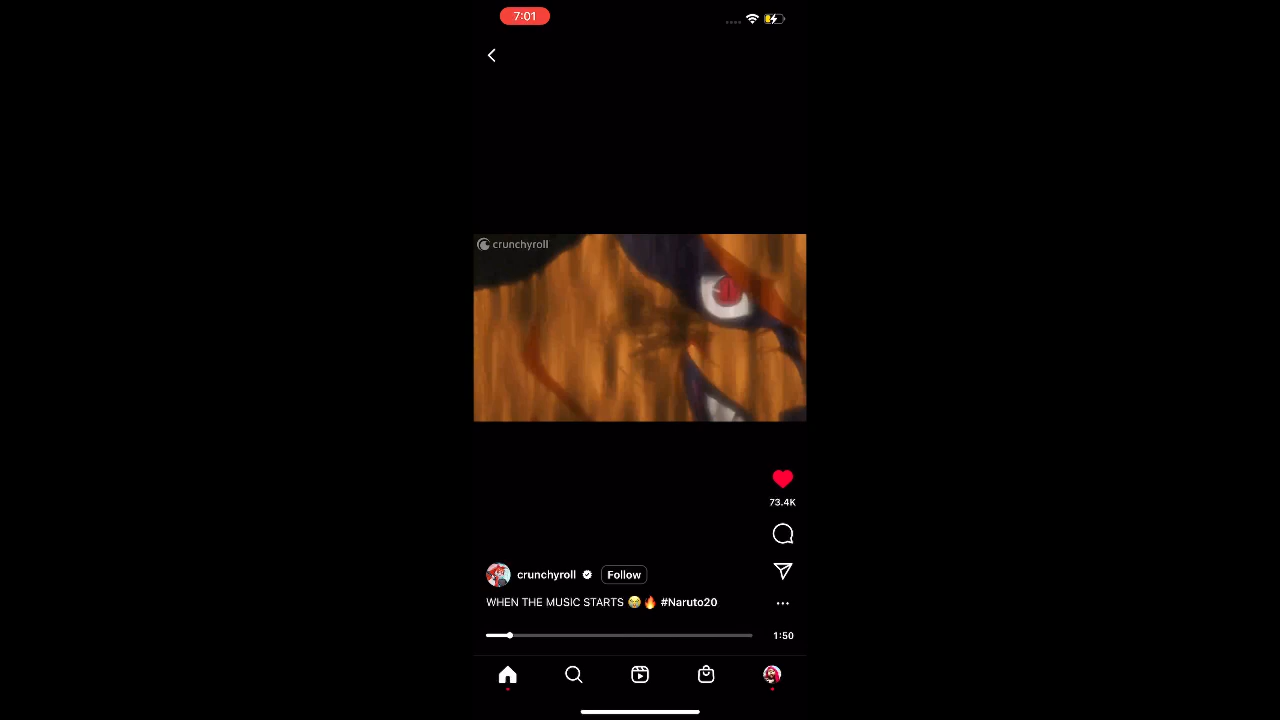 7:01
crunchyroll
73.4K
crunchyroll Follow
WHEN THE MUSIC STARTS 😭🔥 #Naruto20
1:50